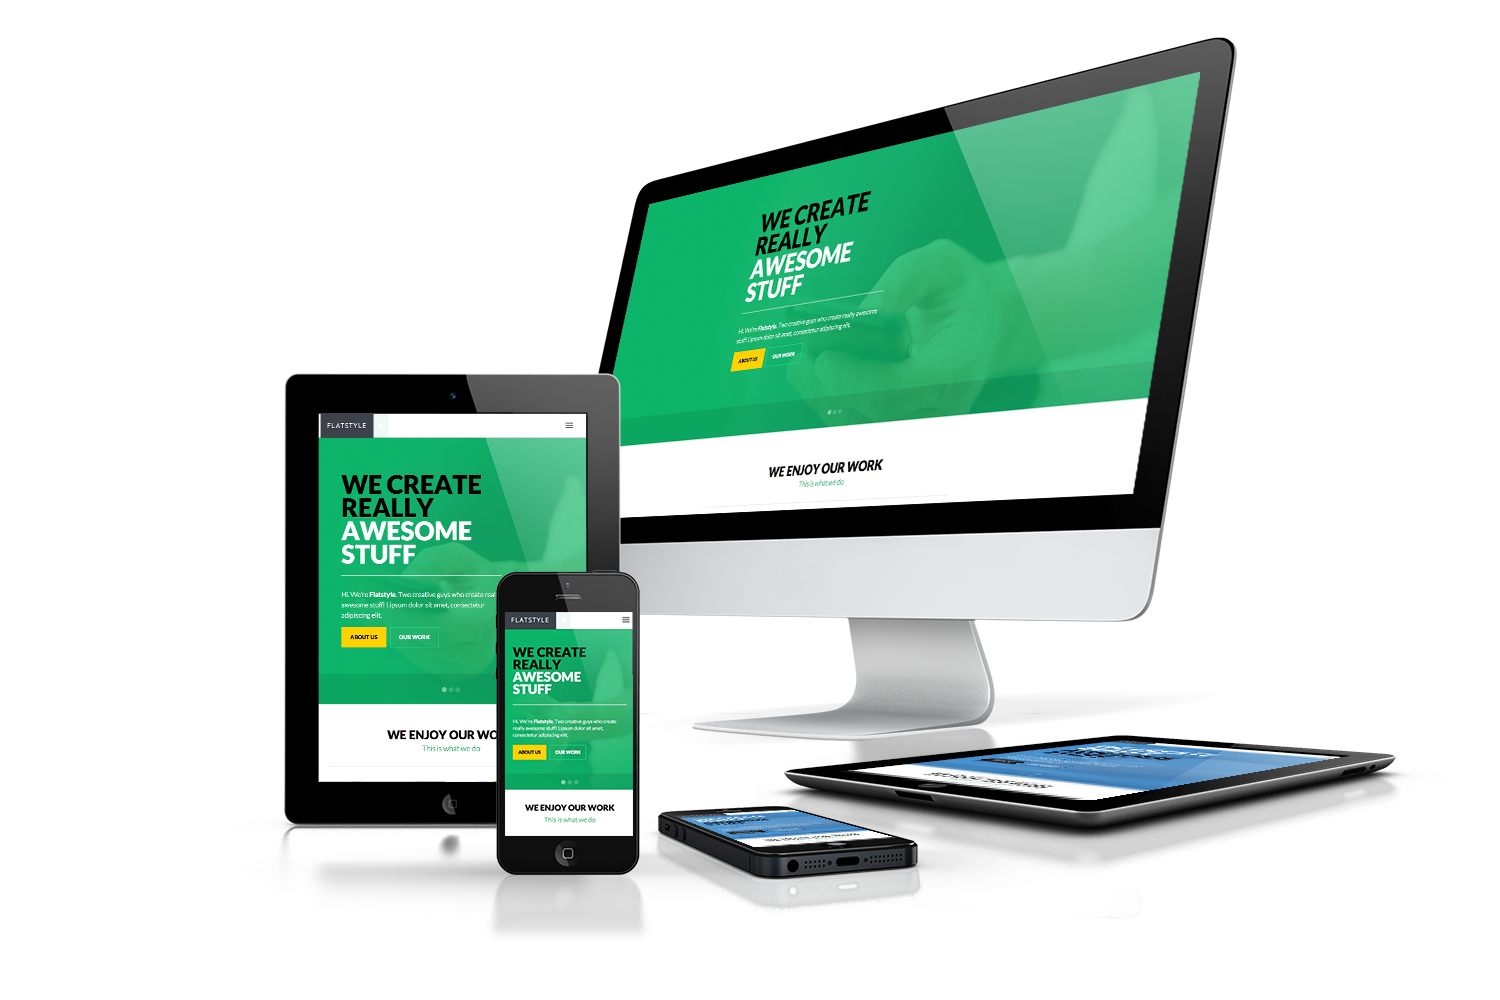 WE CREATE
REALLY
AWESOME
STUFF
Hi. We're Flatstyle. Two creative guys who create really awesome
stuff! Lipsum dolor sit amet, consectetur adipiscing elit.
ABOUT US
OUR WORK
WE ENJOY OUR WORK
This is what we do
FLATSTYLE
WE CREATE
REALLY
AWESOME
STUFF
Hi. We're Flatstyle. Two creative guys who create real
awesome stuff! Lipsum dolor sit amet, consectetur
adipiscing elit.
ABOUT US
OUR WORK
WE ENJOY OUR WO
This is what we do
FLATSTYLE
WE CREATE
REALLY
AWESOME
STUFF
Hi. We're Flatstyle. Two creative guys who create
really awesome stuff! Lipsum dolor sit amet,
consectetur adipiscing elit.
ABOUT US
OUR WORK
WE ENJOY OUR WORK
This is what we do